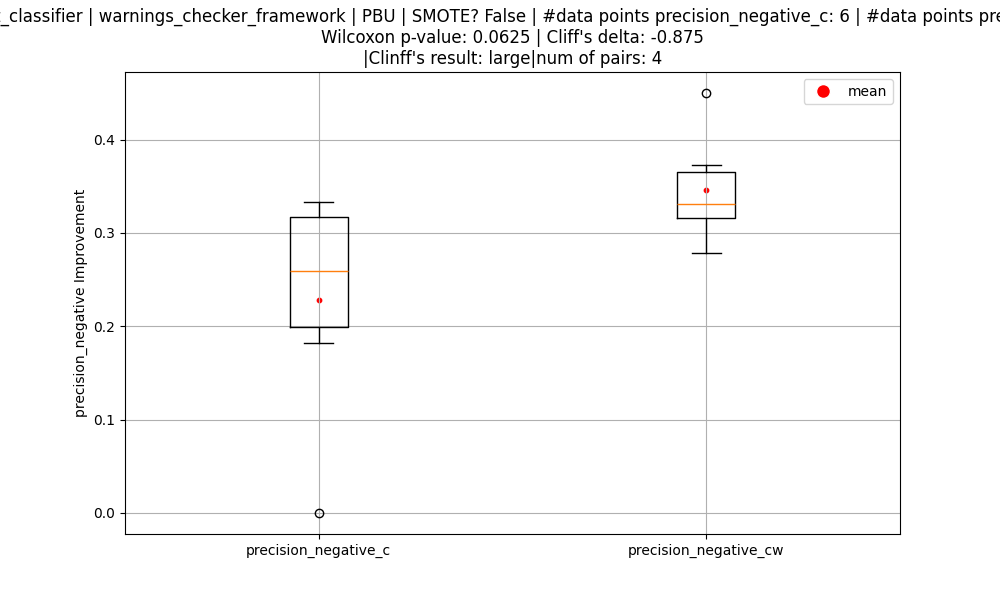 _classifier | warnings_checker_framework | PBU | SMOTE? False | #data points precision_negative_c: 6 | #data points pre
Wilcoxon p-value: 0.0625 | Cliff's delta: -0.875
|Clinff's result: large|num of pairs: 4
mean
0.4
0.3
0.2
0.1
0.0
precision_negative Improvement
precision_negative_c
precision_negative_cw